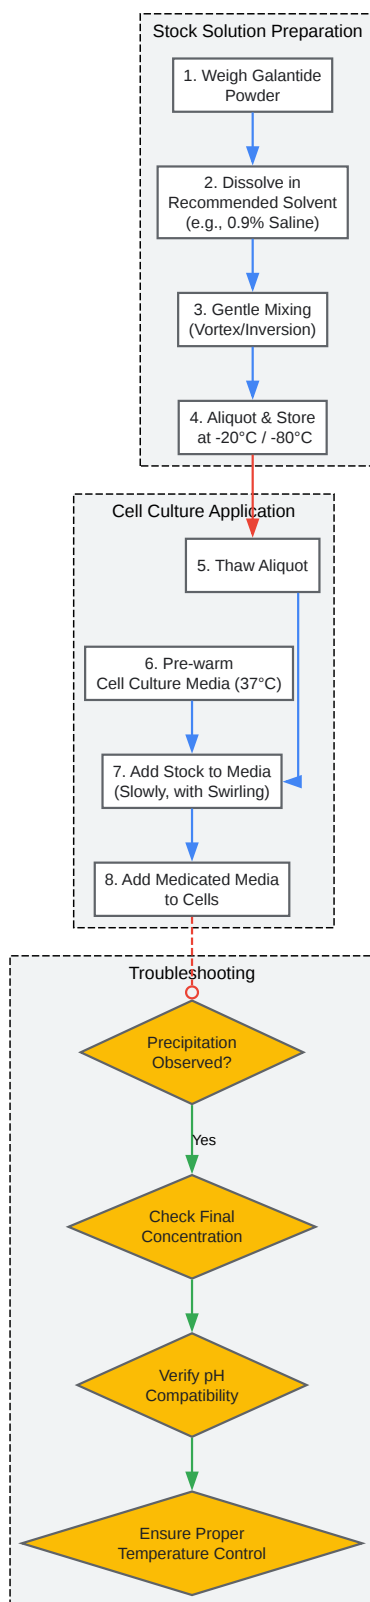 Stock Solution Preparation
1. Weigh Galantide
Powder
2. Dissolve in
Recommended Solvent
(e.g., 0.9% Saline)
3. Gentle Mixing
(Vortex/Inversion)
4. Aliquot & Store
at -20°C / -80°C
Cell Culture Application
5. Thaw Aliquot
6. Pre-warm
Cell Culture Media (37°C)
7. Add Stock to Media
(Slowly, with Swirling)
8. Add Medicated Media
to Cells
Troubleshooting
Precipitation
Observed?
Yes
Check Final
Concentration
Verify pH
Compatibility
Ensure Proper
Temperature Control